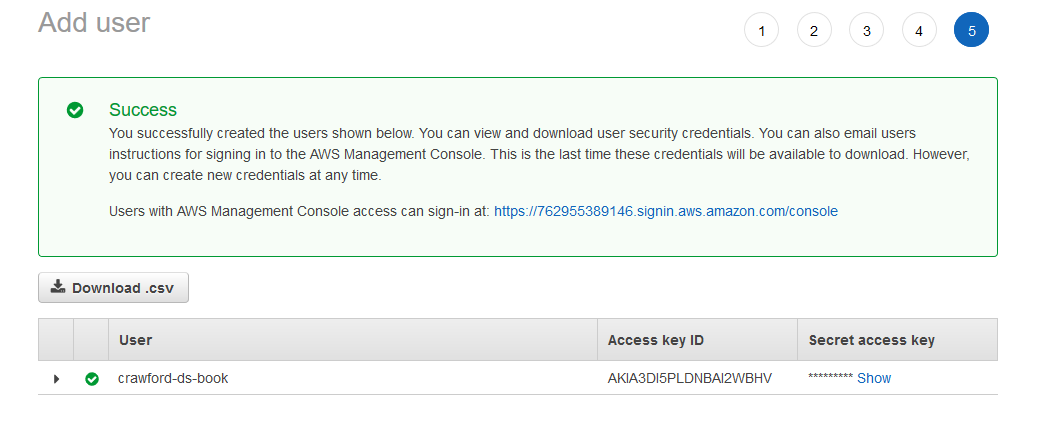 Add user
1 2 3 4 5
Success
You successfully created the users shown below. You can view and download user security credentials. You can also email users
instructions for signing in to the AWS Management Console. This is the last time these credentials will be available to download. However,
you can create new credentials at any time.
Users with AWS Management Console access can sign-in at: https://762955389146.signin.aws.amazon.com/console
Download .csv
User Access key ID Secret access key
crawford-ds-book AKIA3DI5PLDNBAI2WBHV ********* Show